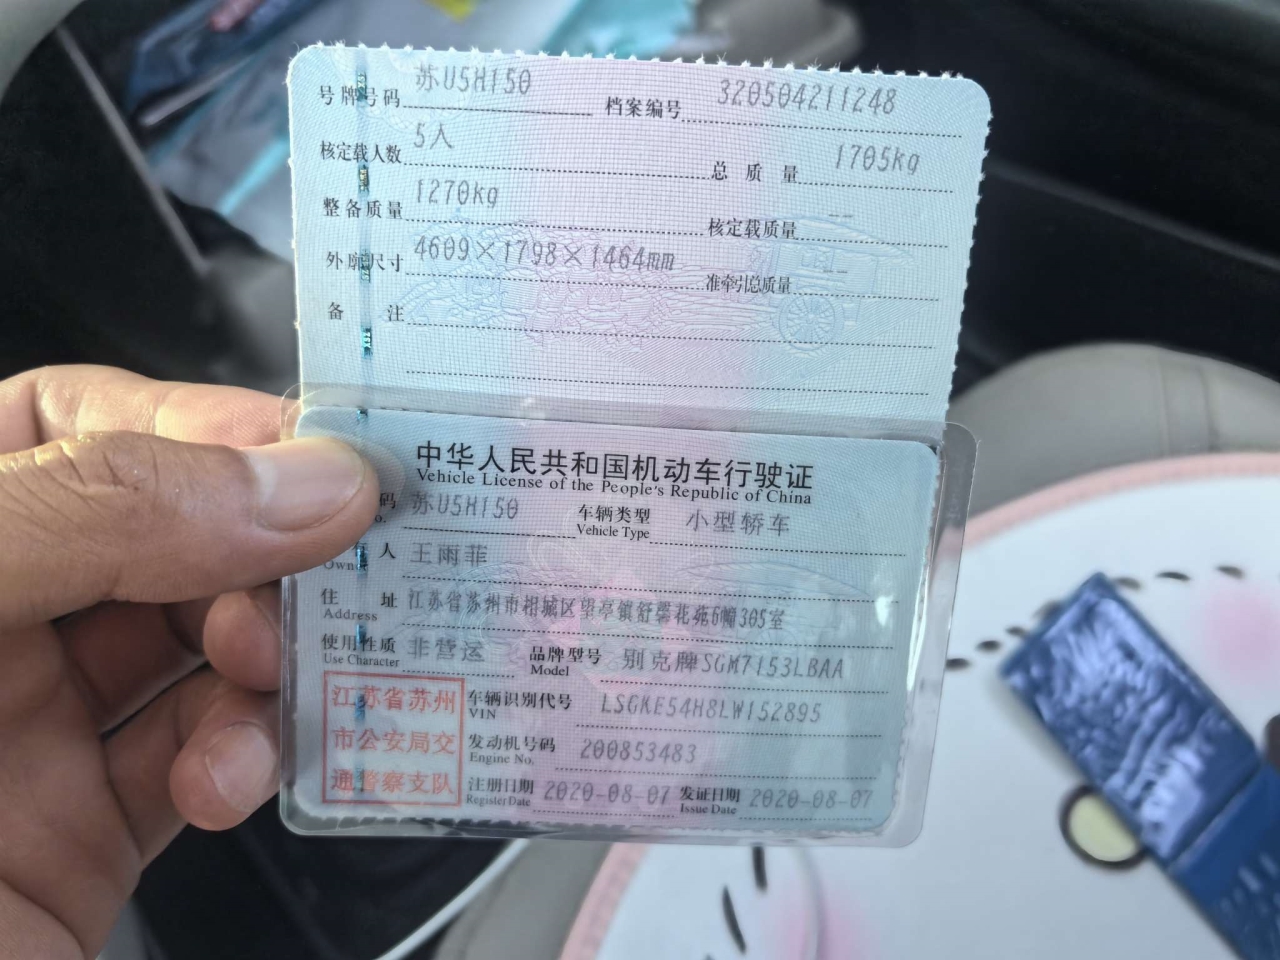 号牌号码 苏U5H150 档案编号 320504211248
核定载人数 5人 总质量 1705kg
整备质量 1270kg 核定载质量 --
外廓尺寸 4609×1798×1464mm 准牵引总质量 --
备注
中华人民共和国机动车行驶证
Vehicle License of the People's Republic of China
码 苏U5H150 车辆类型 小型轿车
No. Vehicle Type
人 王雨菲
Owner
住址 江苏省苏州市相城区望亭镇舒馨花苑6幢305室
Address
使用性质 非营运 品牌型号 别克牌SGM7153LBAA
Use Character Model
江苏省苏州
市公安局交
通警察支队
车辆识别代号 LSGKE54H8LW152895
VIN
发动机号码 200853483
Engine No.
注册日期 2020-08-07 发证日期 2020-08-07
Register Date Issue Date